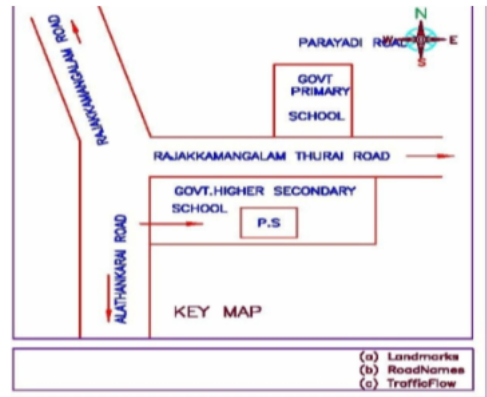 N
PARAYADI ROAD
W E
S
RAJAKKAMANGALAM ROAD
GOVT
PRIMARY
SCHOOL
RAJAKKAMANGALAM THURAI ROAD
GOVT.HIGHER SECONDARY
SCHOOL
P.S
ALATHANKARAI ROAD
KEY MAP
(a) Landmarks
(b) RoadNames
(c) TrafficFlow